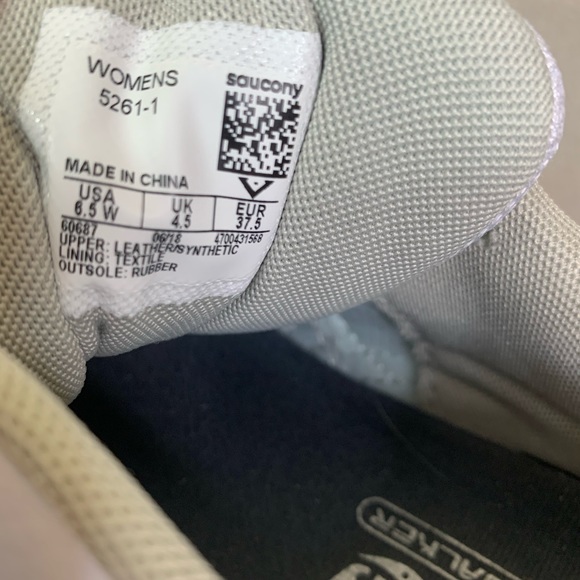 WOMENS
5261-1
saucony
MADE IN CHINA
USA UK EUR
6.5 W 4.5 37.5
60687 06/18 4700431568
UPPER: LEATHER/SYNTHETIC
LINING: TEXTILE
OUTSOLE: RUBBER
ALKER